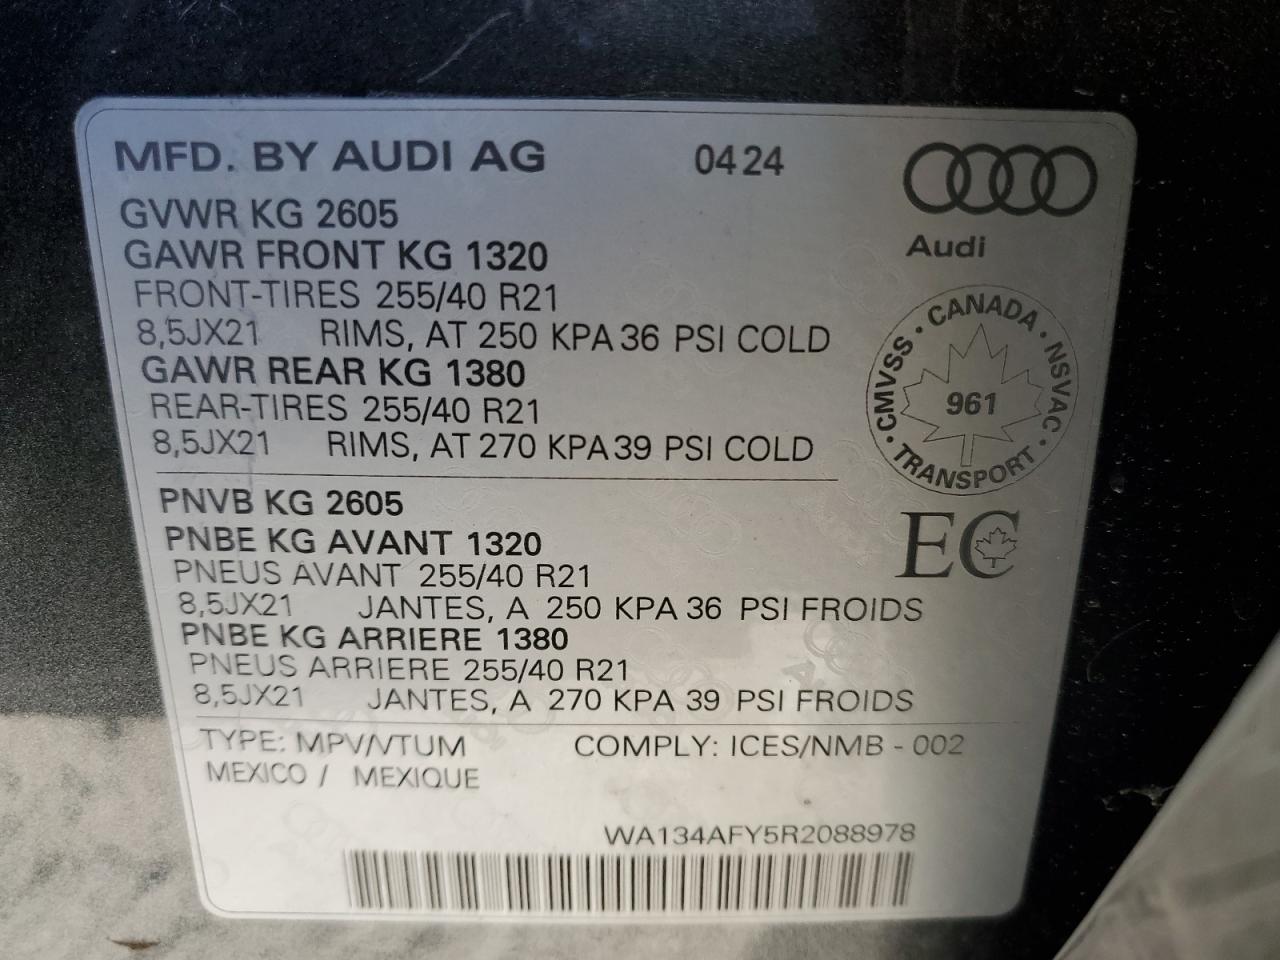 MFD. BY AUDI AG 0424
Audi
GVWR KG 2605
GAWR FRONT KG 1320
FRONT-TIRES 255/40 R21
8,5JX21 RIMS, AT 250 KPA 36 PSI COLD
GAWR REAR KG 1380
REAR-TIRES 255/40 R21
8,5JX21 RIMS, AT 270 KPA 39 PSI COLD
· CANADA · NSVAC · TRANSPORT · CMVSS
961
EC
PNVB KG 2605
PNBE KG AVANT 1320
PNEUS AVANT 255/40 R21
8,5JX21 JANTES, A 250 KPA 36 PSI FROIDS
PNBE KG ARRIERE 1380
PNEUS ARRIERE 255/40 R21
8,5JX21 JANTES, A 270 KPA 39 PSI FROIDS
TYPE: MPV/VTUM COMPLY: ICES/NMB - 002
MEXICO / MEXIQUE
WA134AFY5R2088978